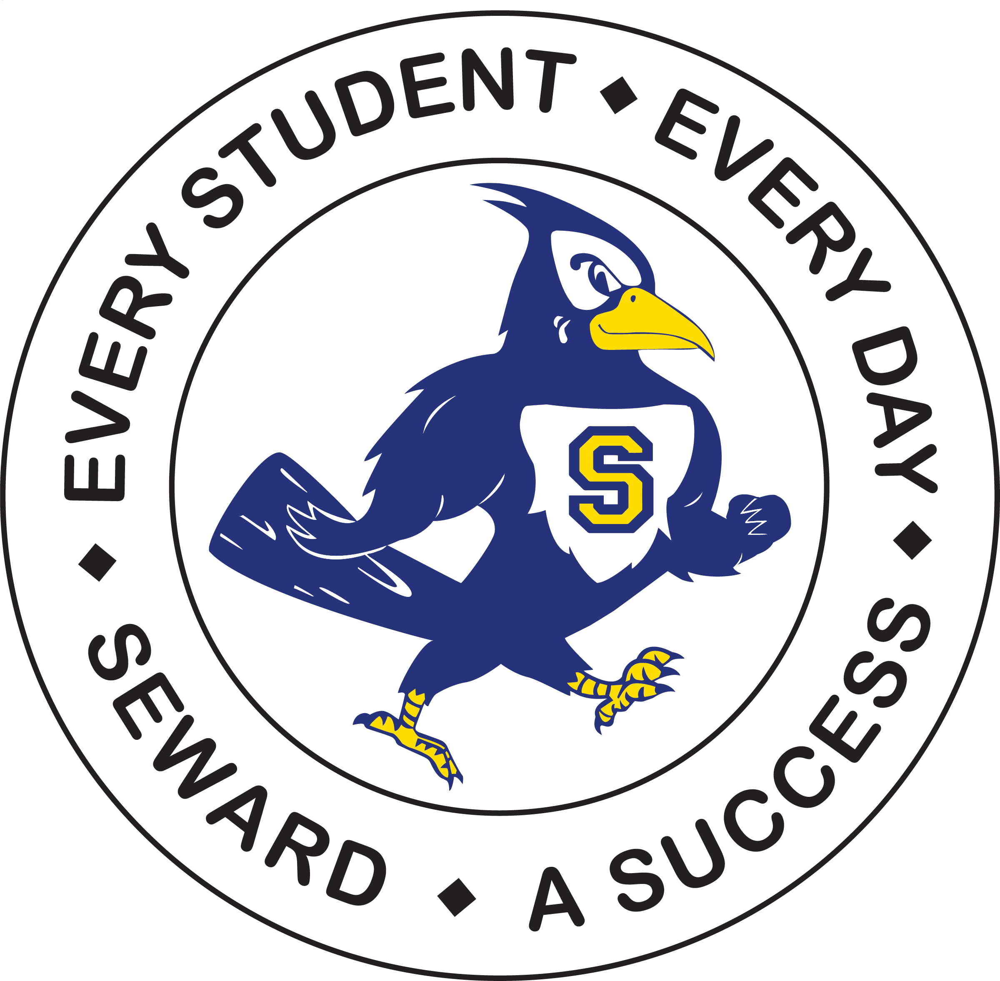 EVERY STUDENT ◆ EVERY DAY ◆ A SUCCESS ◆ SEWARD ◆
S